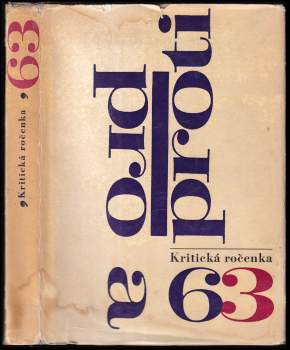 , Kritická ročenka , 63
pro
a
proti
Kritická ročenka
63